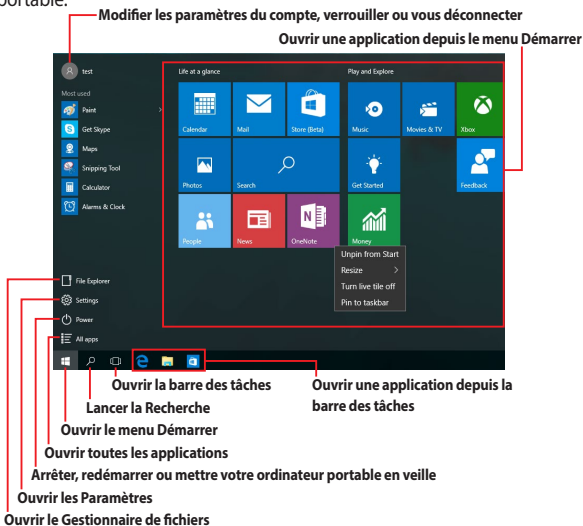 portable.
Modifier les paramètres du compte, verrouiller ou vous déconnecter
Ouvrir une application depuis le menu Démarrer
test
Life at a glance
Play and Explore
Most used
Paint
Get Skype
Maps
Snipping Tool
Calculator
Alarms & Clock
Calendar
Mail
Store (Beta)
Music
Movies & TV
Xbox
Photos
Search
Get Started
Feedback
People
News
OneNote
Money
Unpin from Start
Resize
Turn live tile off
Pin to taskbar
File Explorer
Settings
Power
All apps
Ouvrir la barre des tâches
Ouvrir une application depuis la
barre des tâches
Lancer la Recherche
Ouvrir le menu Démarrer
Ouvrir toutes les applications
Arrêter, redémarrer ou mettre votre ordinateur portable en veille
Ouvrir les Paramètres
Ouvrir le Gestionnaire de fichiers